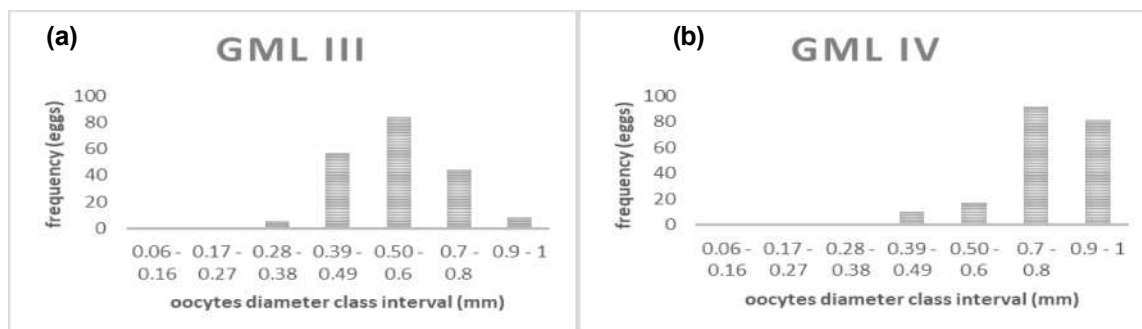 (a)
GML III
frequency (eggs)
100
80
60
40
20
0
0.06 - 0.17 - 0.28 - 0.39 - 0.50 - 0.7 - 0.9 - 1
0.16 0.27 0.38 0.49 0.6 0.8
oocytes diameter class interval (mm)
(b)
GML IV
frequency (eggs)
100
80
60
40
20
0
0.06 - 0.17 - 0.28 - 0.39 - 0.50 - 0.7 - 0.9 - 1
0.16 0.27 0.38 0.49 0.6 0.8
oocytes diameter class interval (mm)